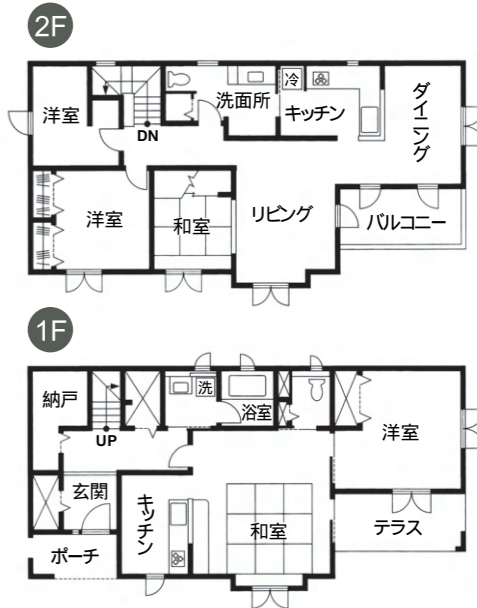 2F
洋室
DN
洗面所
冷
キッチン
ダイニング
洋室
和室
リビング
バルコニー
1F
納戸
UP
洗
浴室
洋室
玄関
キッチン
和室
テラス
ポーチ